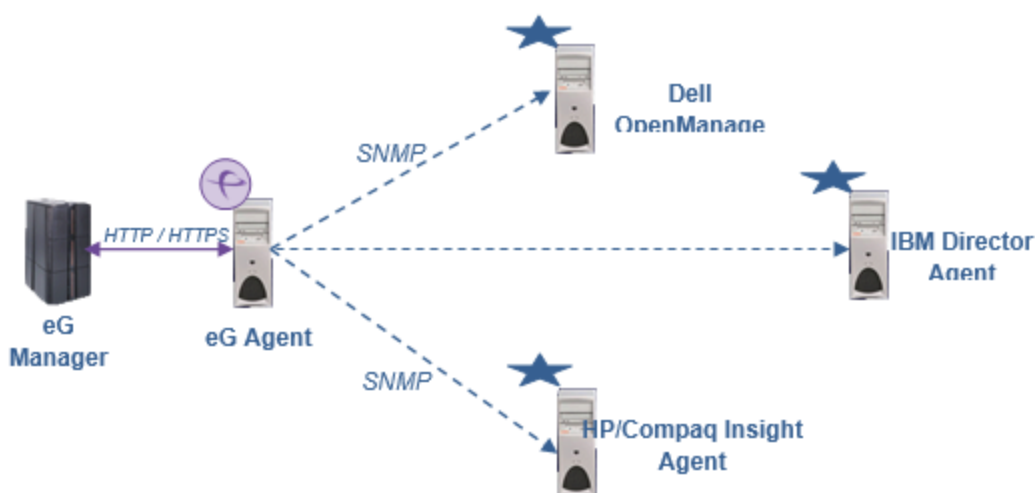 Dell
OpenManage
SNMP
HTTP / HTTPS
IBM Director
Agent
eG
Manager
eG Agent
SNMP
HP/Compaq Insight
Agent